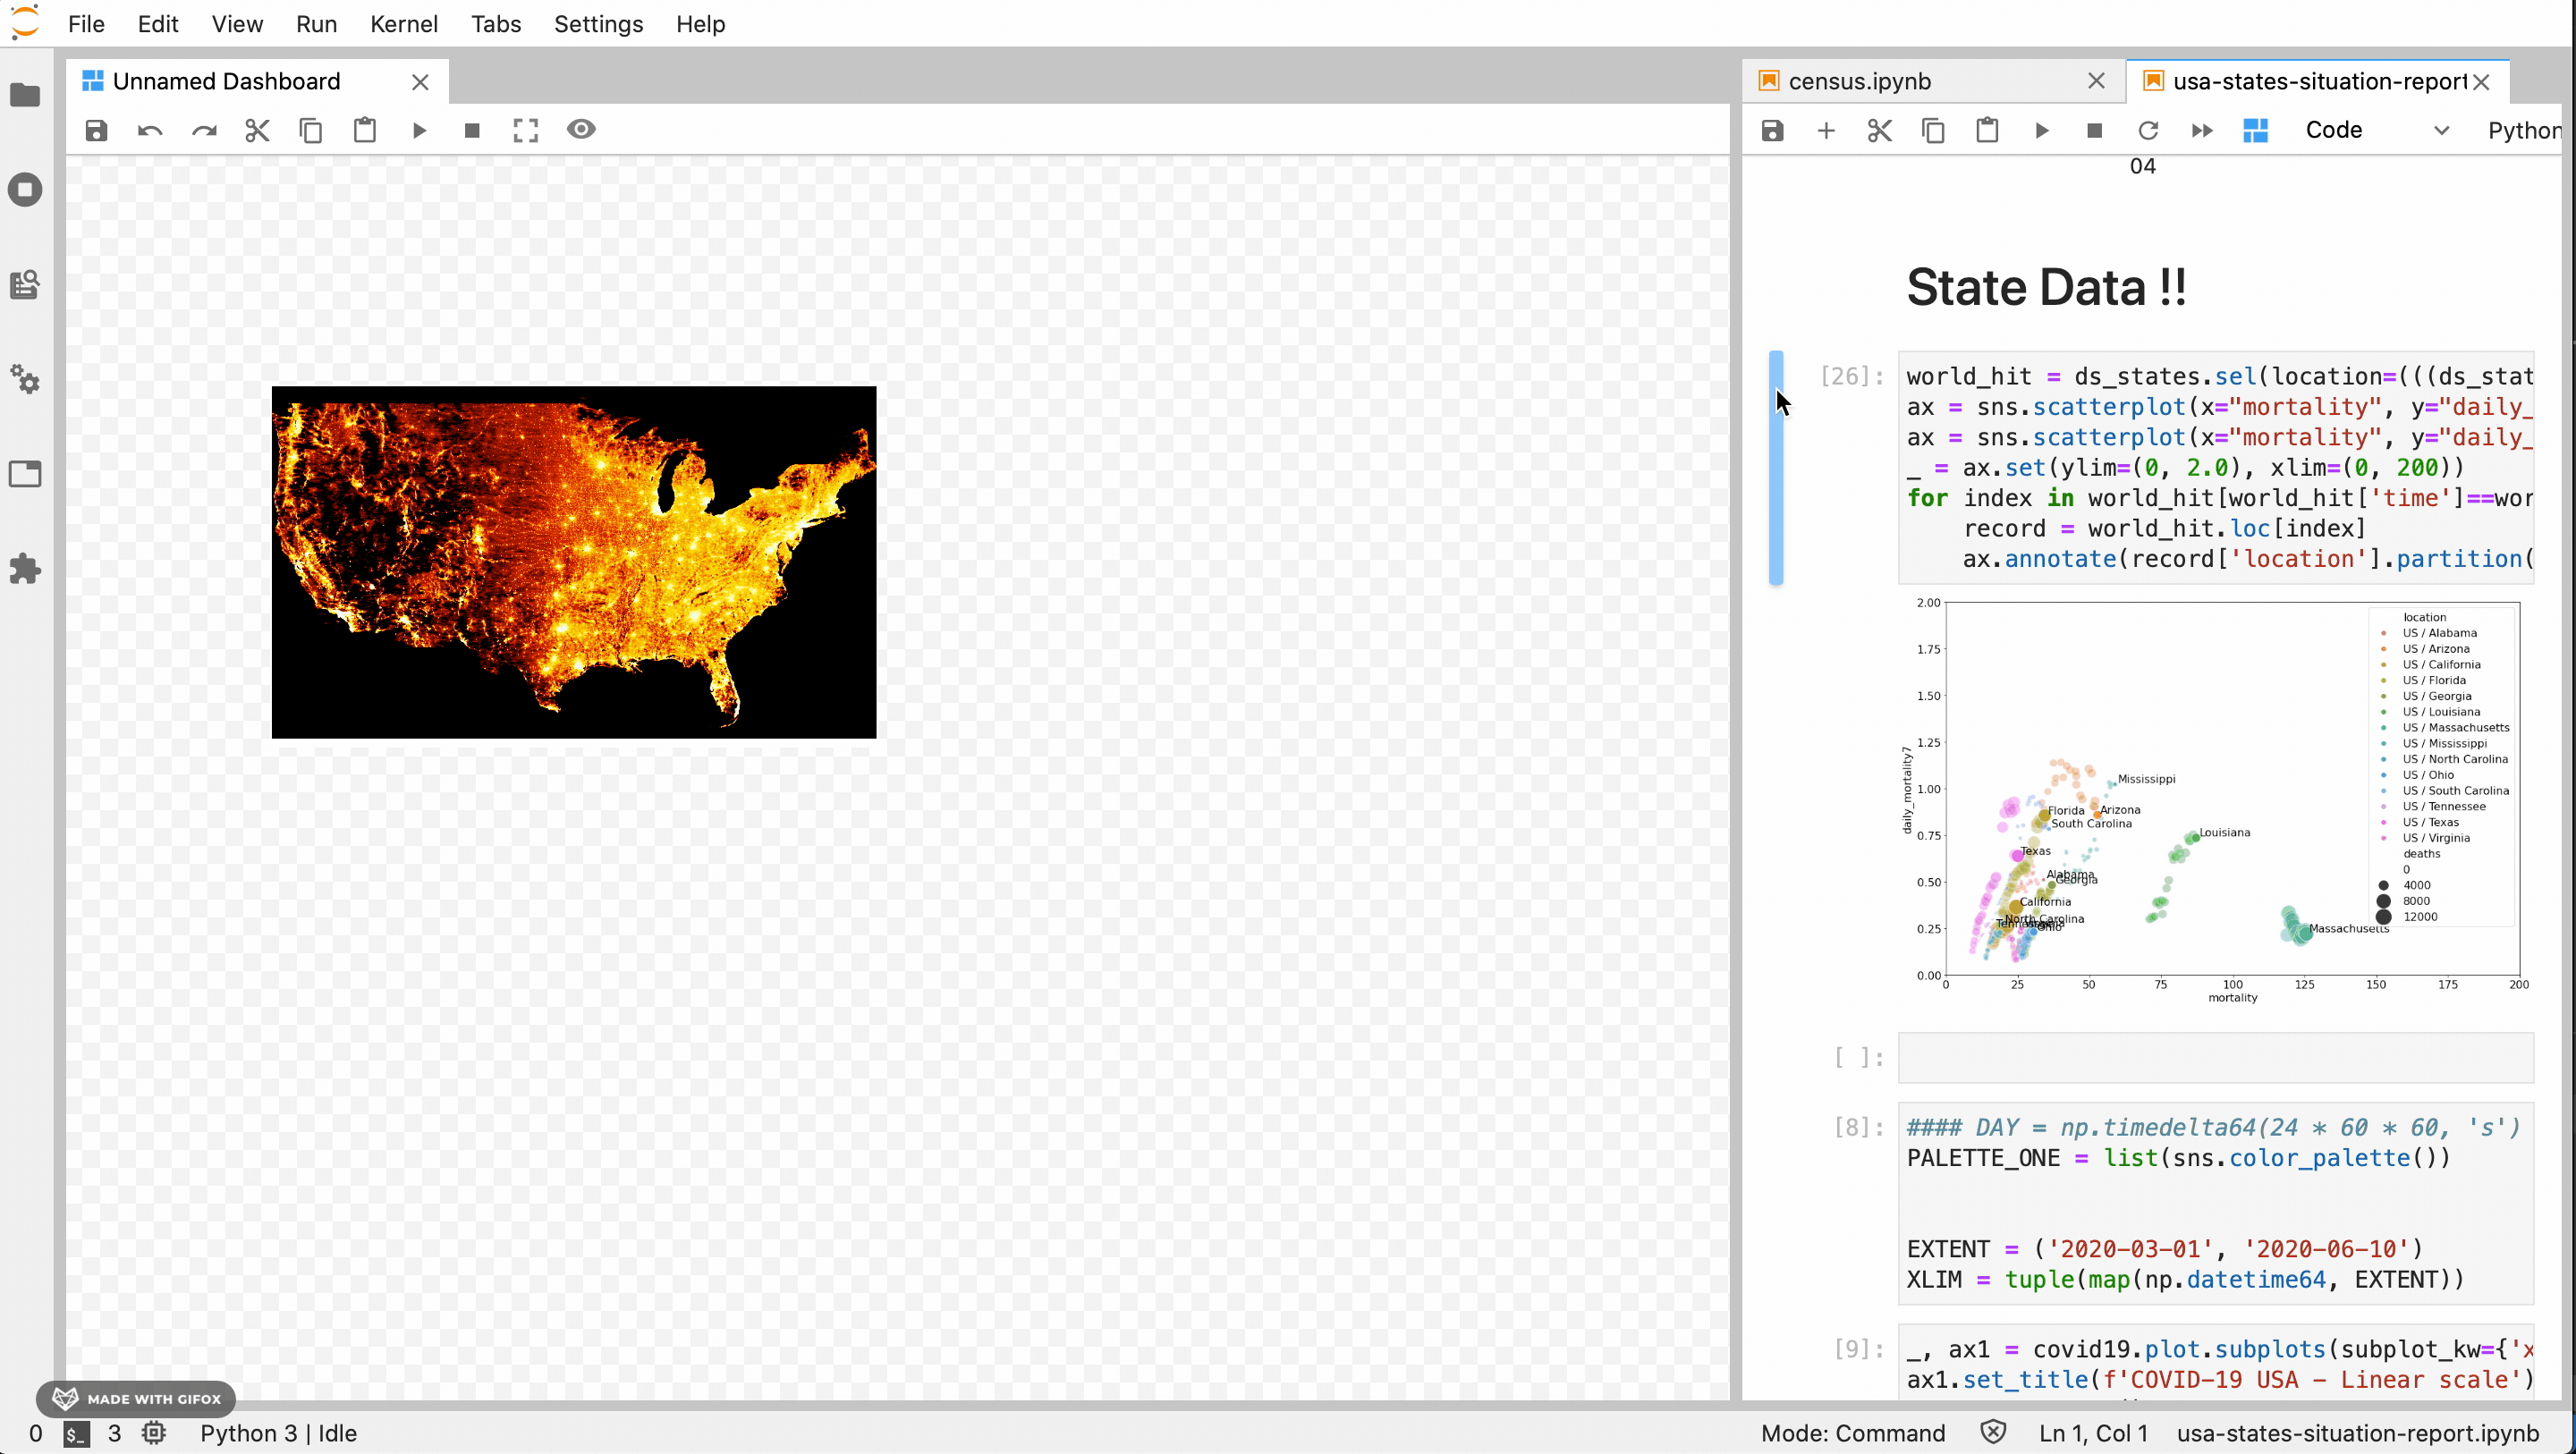 File Edit View Run Kernel Tabs Settings Help
Unnamed Dashboard
census.ipynb
usa-states-situation-report
Code
Python
04
State Data !!
[26]:
world_hit = ds_states.sel(location=(((ds_stat
ax = sns.scatterplot(x="mortality", y="daily_
ax = sns.scatterplot(x="mortality", y="daily_
_ = ax.set(ylim=(0, 2.0), xlim=(0, 200))
for index in world_hit[world_hit['time']==wor
record = world_hit.loc[index]
ax.annotate(record['location'].partition(
2.00
1.75
1.50
1.25
1.00
0.75
0.50
0.25
0.00
daily_mortality7
0 25 50 75 100 125 150 175 200
mortality
Mississippi
Florida
Arizona
South Carolina
Louisiana
Texas
Alabama
Georgia
California
North Carolina
Ohio
Massachusetts
location
US / Alabama
US / Arizona
US / California
US / Florida
US / Georgia
US / Louisiana
US / Massachusetts
US / Mississippi
US / North Carolina
US / Ohio
US / South Carolina
US / Tennessee
US / Texas
US / Virginia
deaths
0
4000
8000
12000
[ ]:
[8]:
#### DAY = np.timedelta64(24 * 60 * 60, 's')
PALETTE_ONE = list(sns.color_palette())
EXTENT = ('2020-03-01', '2020-06-10')
XLIM = tuple(map(np.datetime64, EXTENT))
[9]:
_, ax1 = covid19.plot.subplots(subplot_kw={'x
ax1.set_title(f'COVID-19 USA - Linear scale')
MADE WITH GIFOX
0 $_ 3 Python 3 | Idle
Mode: Command Ln 1, Col 1 usa-states-situation-report.ipynb